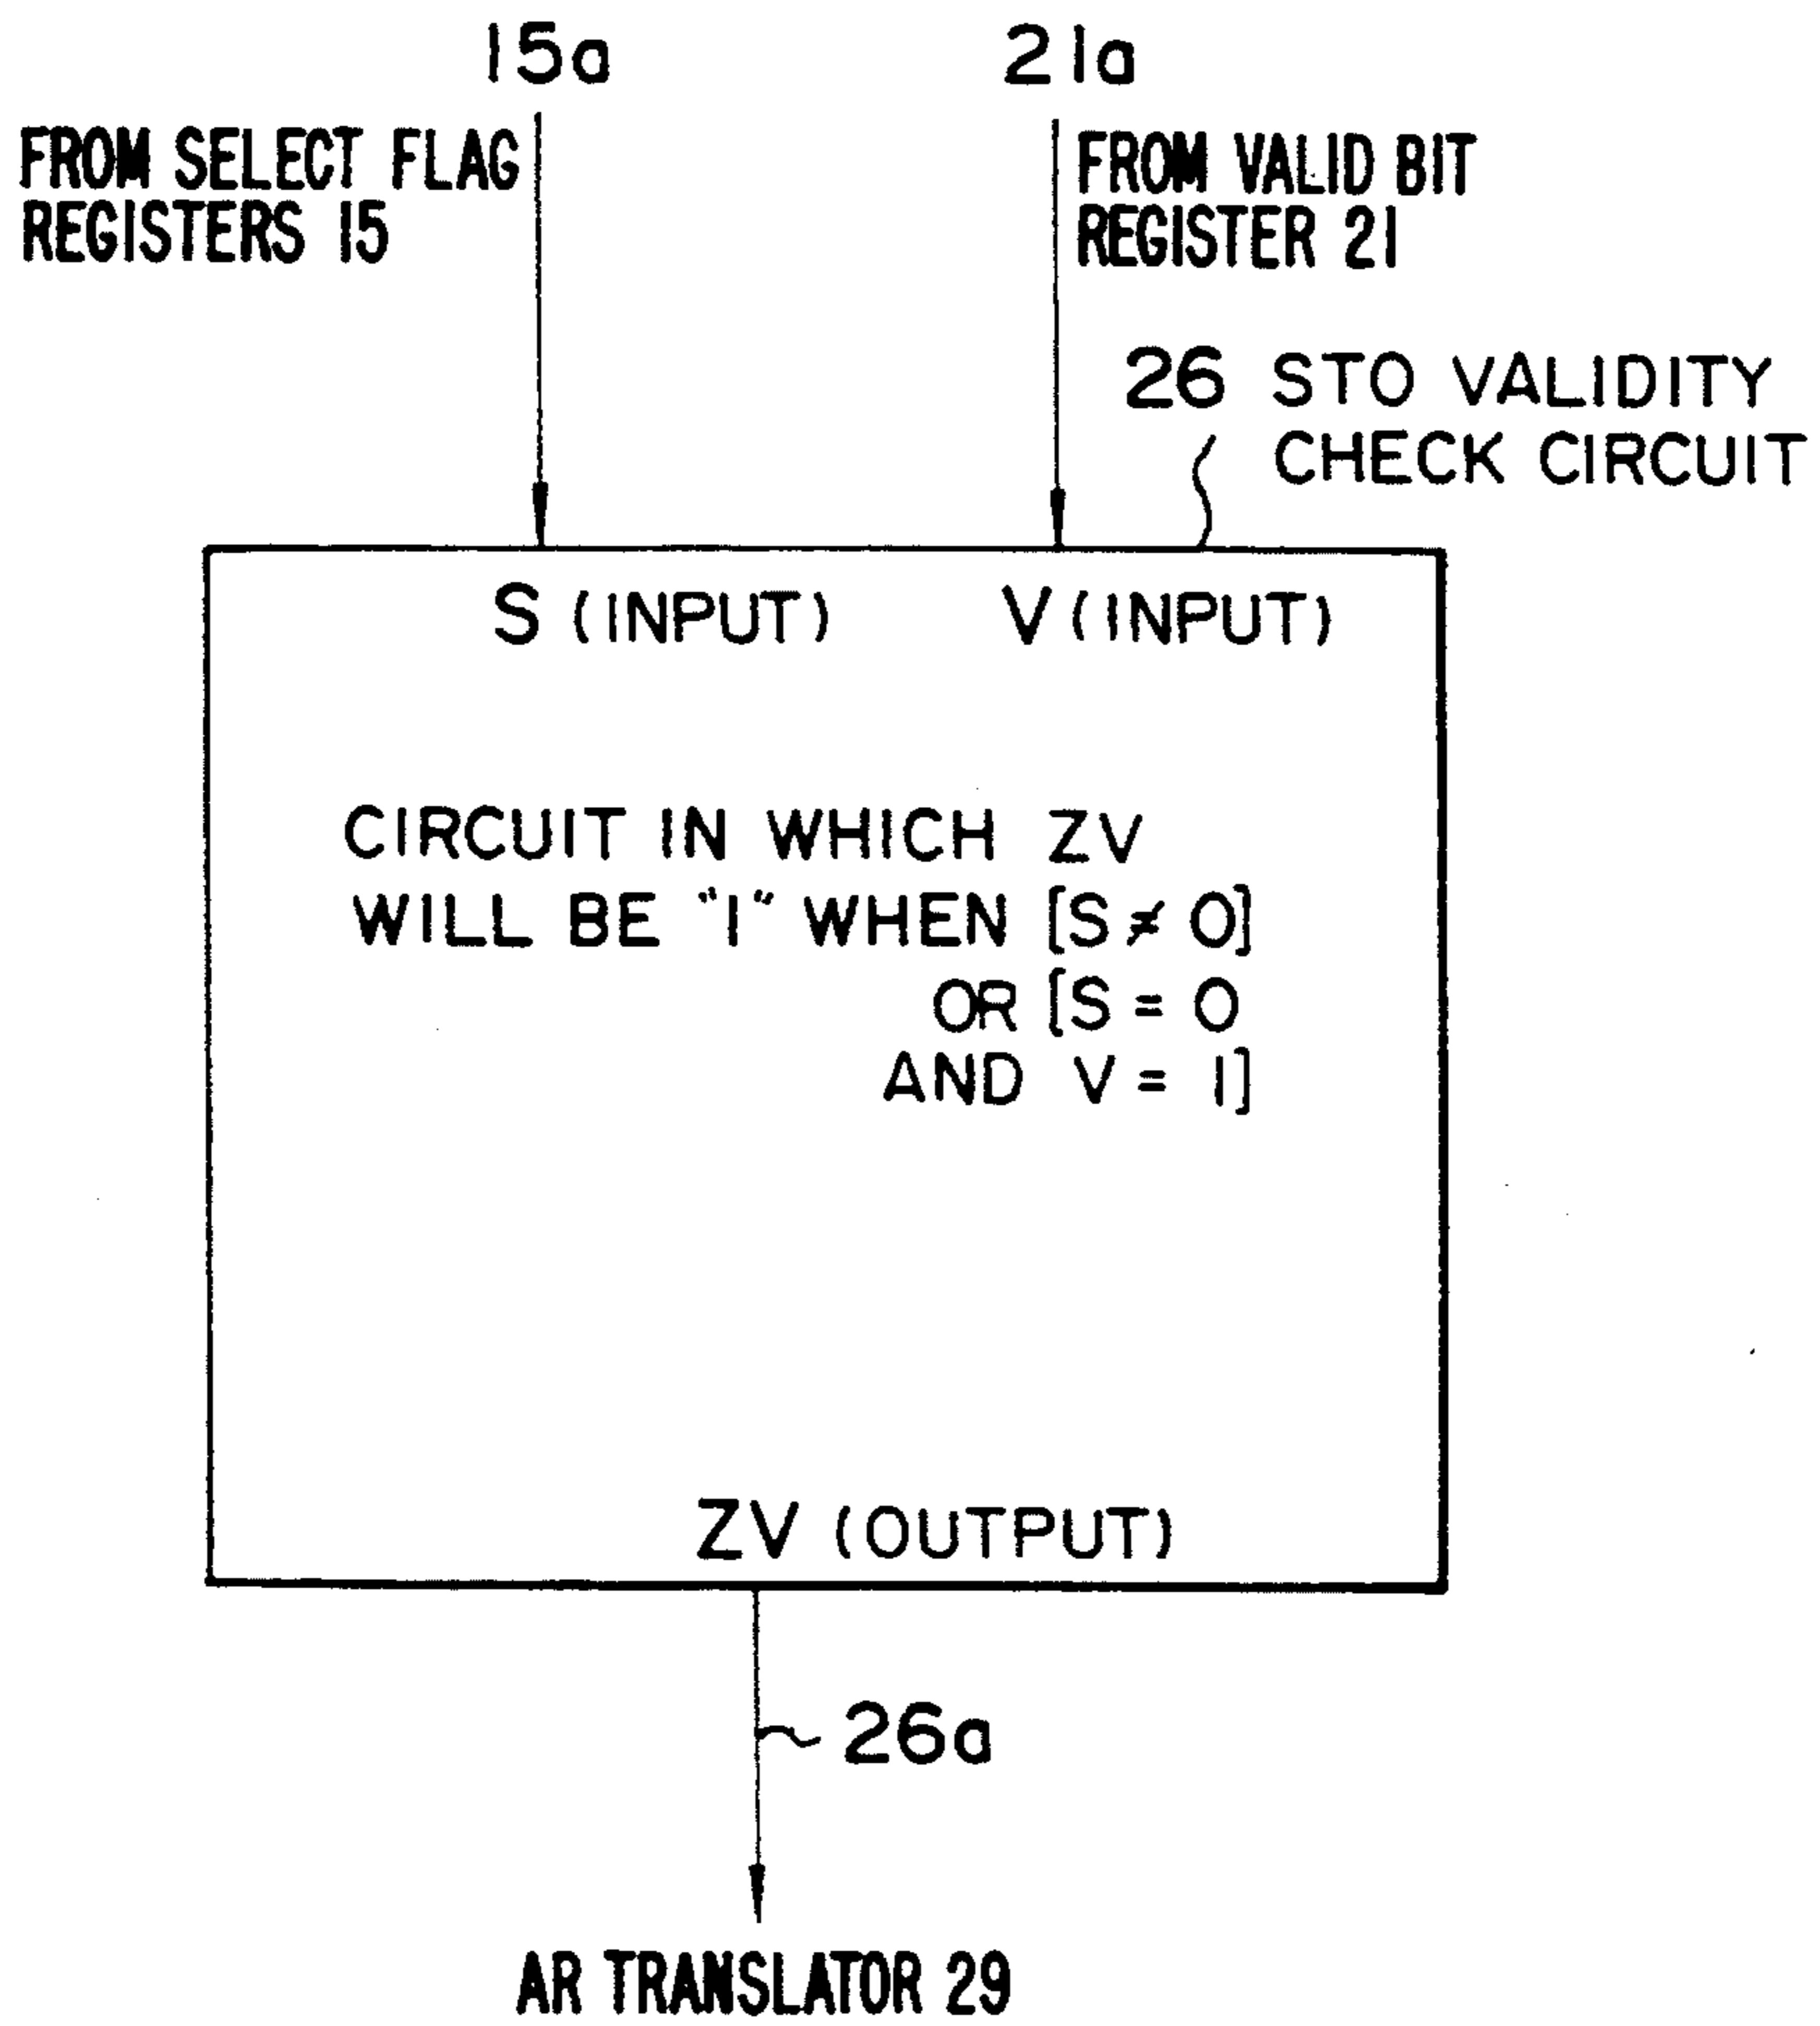 15a
21a
FROM SELECT FLAG
REGISTERS 15
FROM VALID BIT
REGISTER 21
26 STO VALIDITY
CHECK CIRCUIT
S (INPUT)
V (INPUT)
CIRCUIT IN WHICH ZV
WILL BE "1" WHEN [S ≠ 0]
OR [S = 0
AND V = 1]
ZV (OUTPUT)
26a
AR TRANSLATOR 29